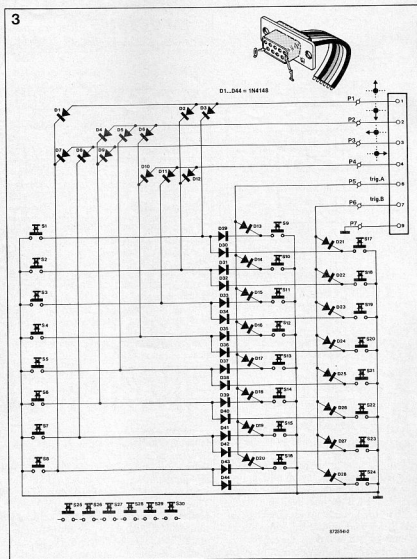 3
D1...D44 = 1N4148
D1
D2
D3
P1
1
D4
D5
D6
P2
2
D7
D8
D9
P3
3
D10
D11
D12
P4
4
P5
trig.A
6
P6
trig.B
7
P7
S1
D29
D13
S9
D30
D21
S17
S2
D31
D14
S10
D32
D22
S18
S3
D33
D15
S11
D34
D23
S19
S4
D35
D16
S12
D36
D24
S20
S5
D37
D17
S13
D38
D25
S21
S6
D39
D18
S14
D40
D26
S22
S7
D41
D19
S15
D42
D27
S23
S8
D43
D20
S16
D44
D28
S24
S25 S26 S27 S28 S29 S30